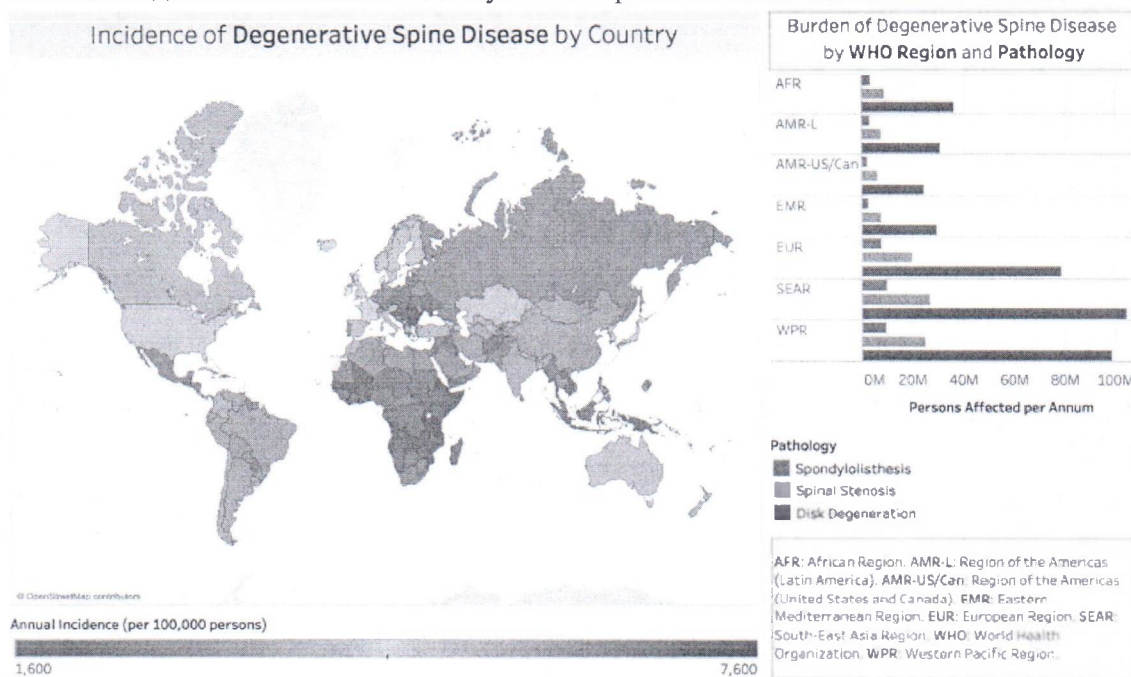 Incidence of Degenerative Spine Disease by Country
© OpenStreetMap contributors
Annual Incidence (per 100,000 persons)
1,600
7,600
Burden of Degenerative Spine Disease
by WHO Region and Pathology
AFR
AMR-L
AMR-US/Can
EMR
EUR
SEAR
WPR
0M 20M 40M 60M 80M 100M
Persons Affected per Annum
Pathology
Spondylolisthesis
Spinal Stenosis
Disk Degeneration
AFR: African Region. AMR-L: Region of the Americas
(Latin America). AMR-US/Can: Region of the Americas
(United States and Canada). EMR: Eastern
Mediterranean Region. EUR: European Region. SEAR:
South-East Asia Region. WHO: World Health
Organization. WPR: Western Pacific Region.